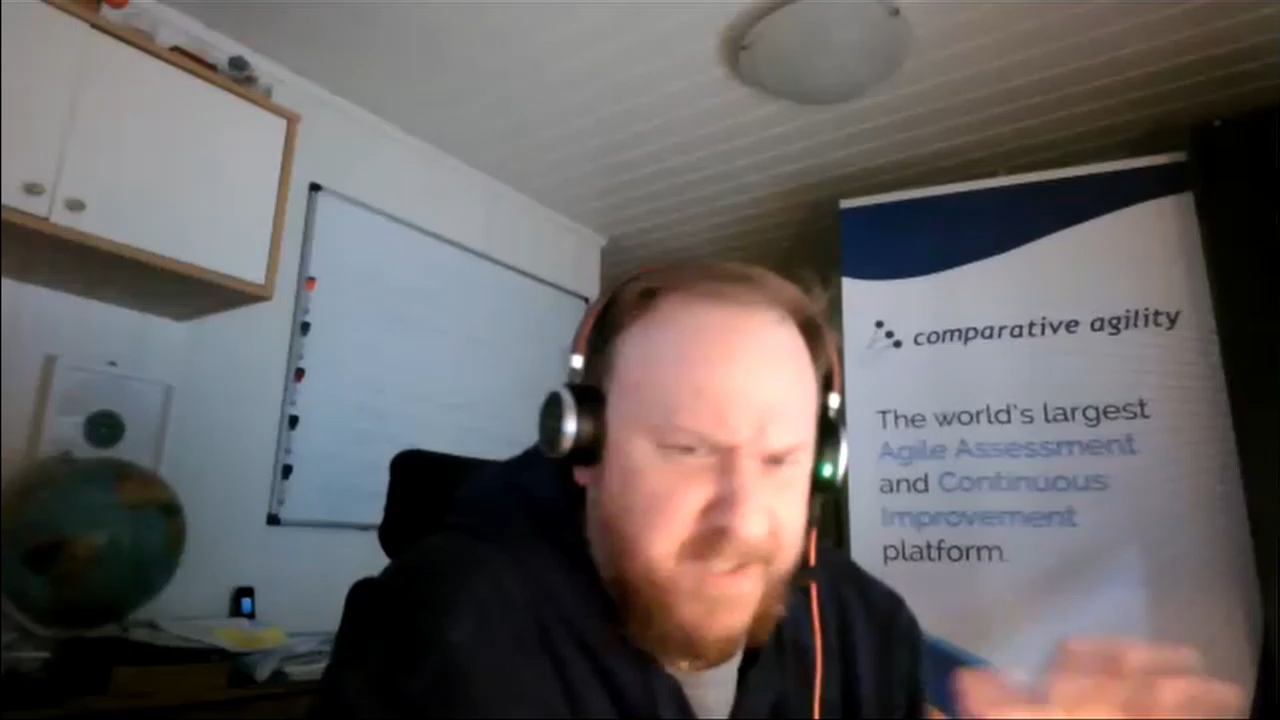 comparative agility
The world's largest
Agile Assessment
and Continuous
Improvement
platform.